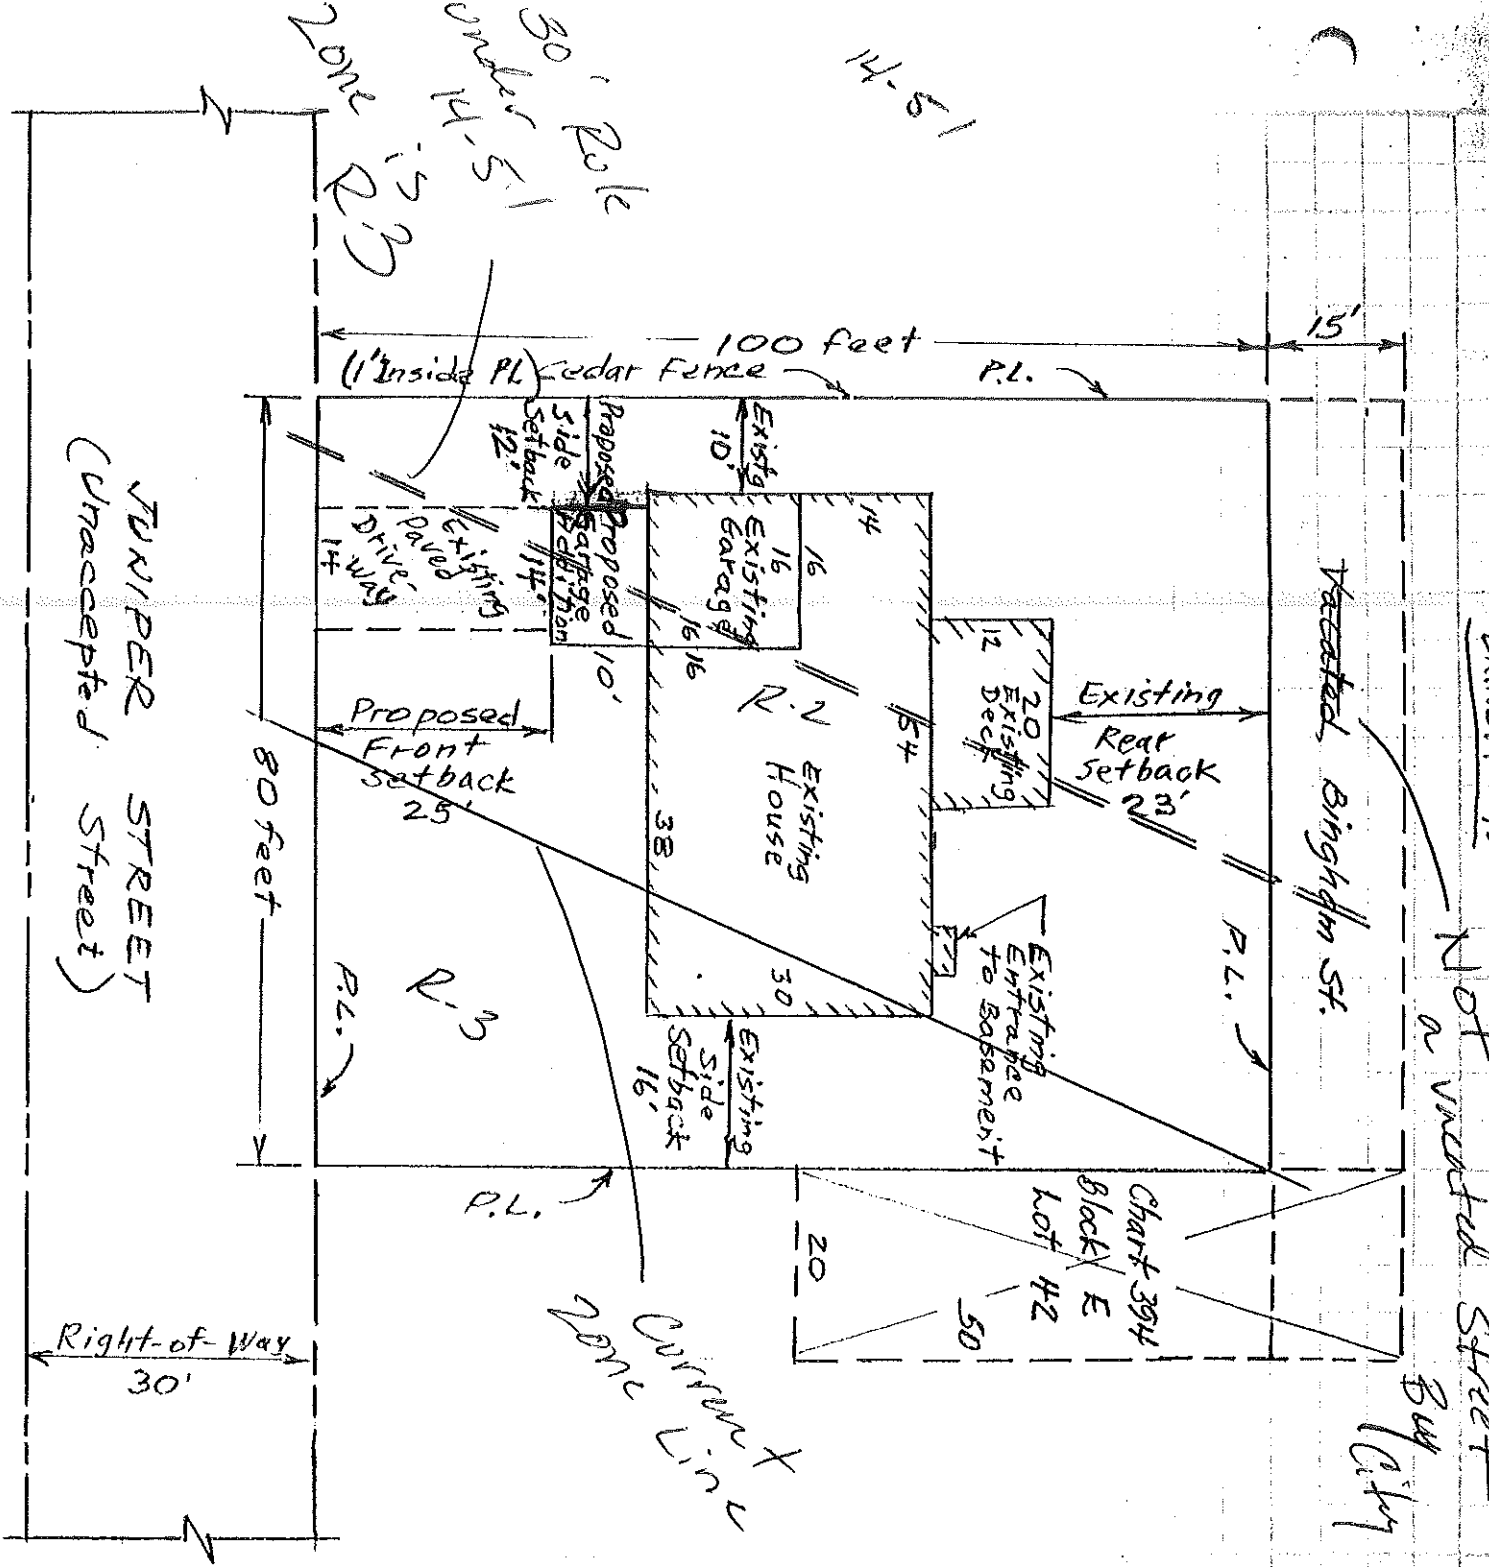 14-51
30' Rule
under 14-51
Zone is R-3
15'
100 feet
(1' Inside PL) Cedar Fence
P.L.
Not a vacated Street
By City
Vacated Bingham St.
P.L.
Existg
10'
Proposed
Side
Setback
12'
Proposed
Garage
Addition
14'
10'
Existing
Paved
Drive-
way
14
Existing
Garage
16
16
16
16
14
R-2
54
Existing
House
38
30
12
20
Existing
Deck
Existing
Rear
Setback
23'
Existing
Entrance
to Basement
Proposed
Front
Setback
25'
80 feet
R-3
P.L.
Existing
Side
Setback
16'
P.L.
Chart 394
Block E
Lot 42
20
50
Current
Zone Line
JUNIPER STREET
(Unaccepted Street)
Right-of-Way
30'